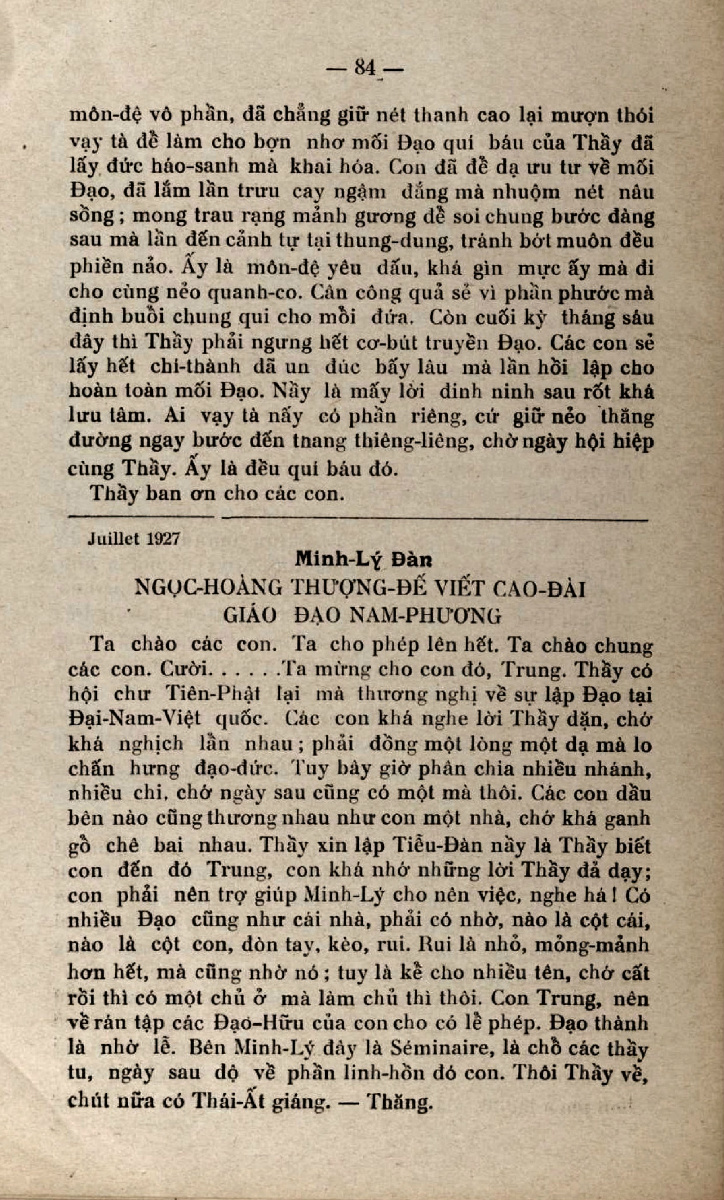 — 84 —
môn-đệ vô phần, đã chẳng giữ nét thanh cao lại mượn thói
vạy tà để làm cho bợn nhơ mối Đạo quí báu của Thầy đã
lấy đức háo-sanh mà khai hóa. Con đã để dạ ưu tư về mối
Đạo, đã lắm lần trưu cay ngậm đắng mà nhuộm nét nâu
sồng ; mong trau rạng mảnh gương để soi chung bước đàng
sau mà lần đến cảnh tự tại thung-dung, tránh bớt muôn đều
phiền não. Ấy là môn-đệ yêu dấu, khá gìn mực ấy mà đi
cho cùng nẻo quanh-co. Cân công quả sẽ vì phần phước mà
định buổi chung qui cho mỗi đứa. Còn cuối kỳ tháng sáu
đây thì Thầy phải ngưng hết cơ-bút truyền Đạo. Các con sẽ
lấy hết chí-thành đã un đúc bấy lâu mà lần hồi lập cho
hoàn toàn mối Đạo. Nầy là mấy lời đinh ninh sau rốt khá
lưu tâm. Ai vạy tà nấy có phần riêng, cứ giữ nẻo thẳng
đường ngay bước đến tnang thiêng-liêng, chờ ngày hội hiệp
cùng Thầy. Ấy là đều quí báu đó.
Thầy ban ơn cho các con.
Juillet 1927
Minh-Lý Đàn
NGỌC-HOÀNG THƯỢNG-ĐẾ VIẾT CAO-ĐÀI
GIÁO ĐẠO NAM-PHƯƠNG
Ta chào các con. Ta cho phép lên hết. Ta chào chung
các con. Cười. . . . . .Ta mừng cho con đó, Trung. Thầy có
hội chư Tiên-Phật lại mà thương nghị về sự lập Đạo tại
Đại-Nam-Việt quốc. Các con khá nghe lời Thầy dặn, chớ
khá nghịch lẫn nhau ; phải đồng một lòng một dạ mà lo
chấn hưng đạo-đức. Tuy bây giờ phân chia nhiều nhánh,
nhiều chi, chớ ngày sau cũng có một mà thôi. Các con dầu
bên nào cũng thương nhau như con một nhà, chớ khá ganh
gổ chê bai nhau. Thầy xin lập Tiểu-Đàn nầy là Thầy biết
con đến đó Trung, con khá nhớ những lời Thầy đả dạy;
con phải nên trợ giúp Minh-Lý cho nên việc, nghe há ! Có
nhiều Đạo cũng như cái nhà, phải có nhờ, nào là cột cái,
nào là cột con, đòn tay, kèo, rui. Rui là nhỏ, mỏng-mảnh
hơn hết, mà cũng nhờ nó ; tuy là kể cho nhiều tên, chớ cất
rồi thì có một chủ ở mà làm chủ thì thôi. Con Trung, nên
về rán tập các Đạo-Hữu của con cho có lễ phép. Đạo thành
là nhờ lễ. Bên Minh-Lý đây là Séminaire, là chỗ các thầy
tu, ngày sau độ về phần linh-hồn đó con. Thôi Thầy về,
chút nữa có Thái-Ất giáng. — Thăng.